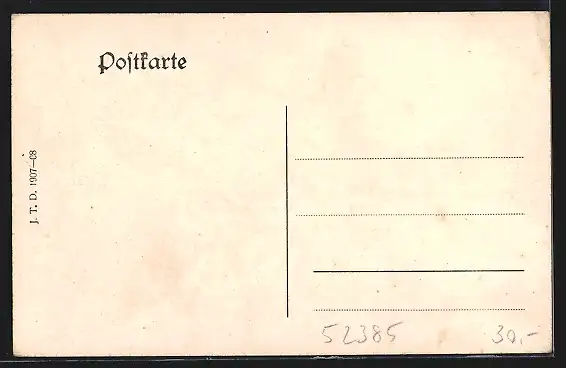 Poſtkarte
J. T. D. 1907—08
52385 30,-